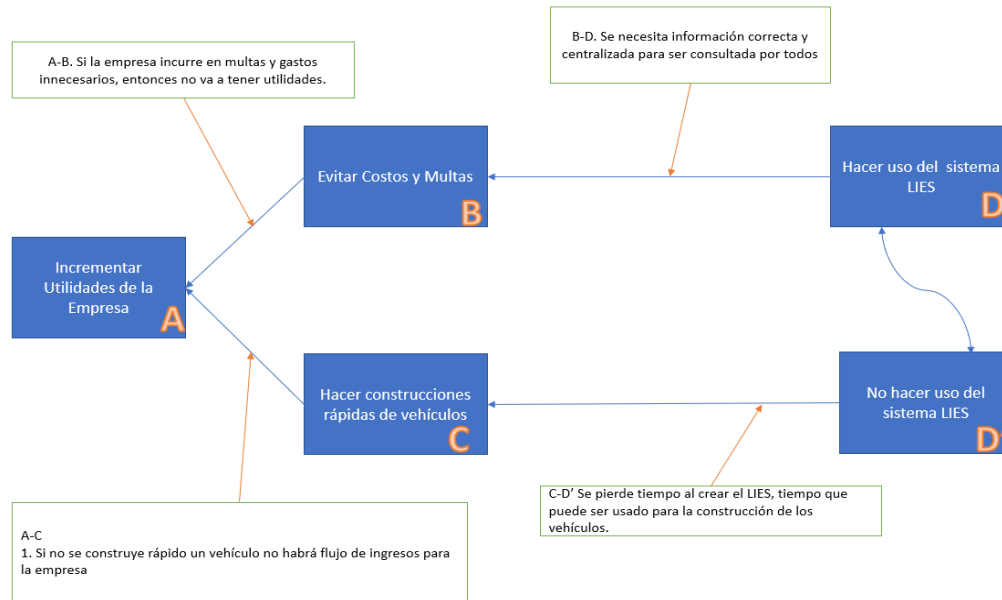 A-B. Si la empresa incurre en multas y gastos
innecesarios, entonces no va a tener utilidades.
B-D. Se necesita información correcta y
centralizada para ser consultada por todos
Evitar Costos y Multas
B
Hacer uso del sistema
LIES
D
Incrementar
Utilidades de la
Empresa
A
Hacer construcciones
rápidas de vehículos
C
No hacer uso del
sistema LIES
D'
C-D' Se pierde tiempo al crear el LIES, tiempo que
puede ser usado para la construcción de los
vehículos.
A-C
1. Si no se construye rápido un vehículo no habrá flujo de ingresos para
la empresa